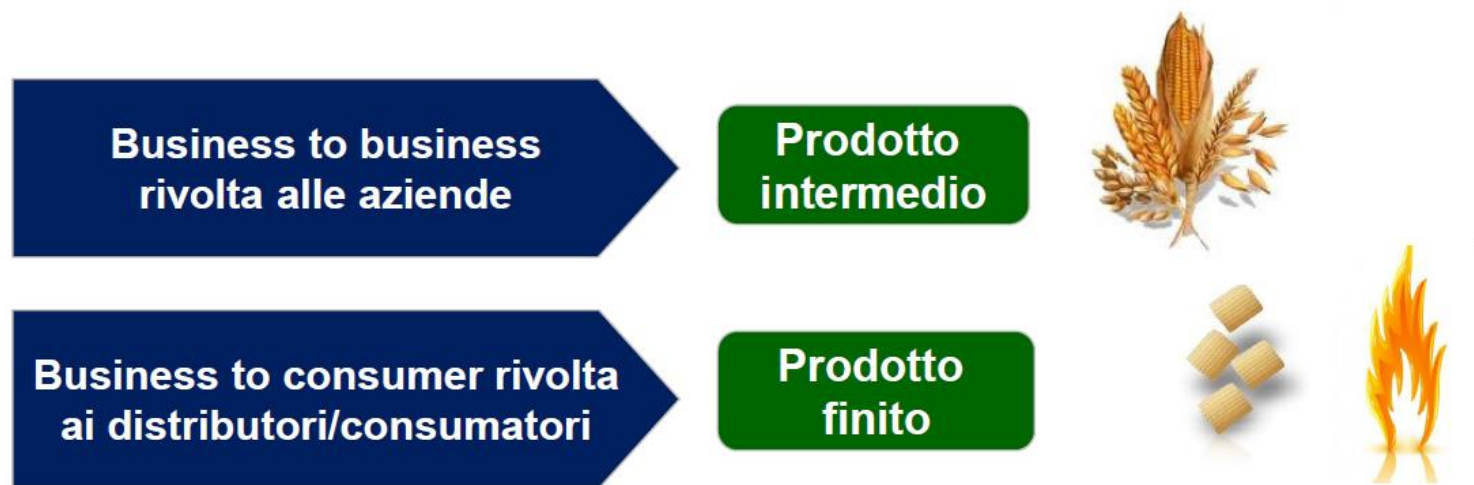 Business to business
rivolta alle aziende
Prodotto
intermedio
Business to consumer rivolta
ai distributori/consumatori
Prodotto
finito